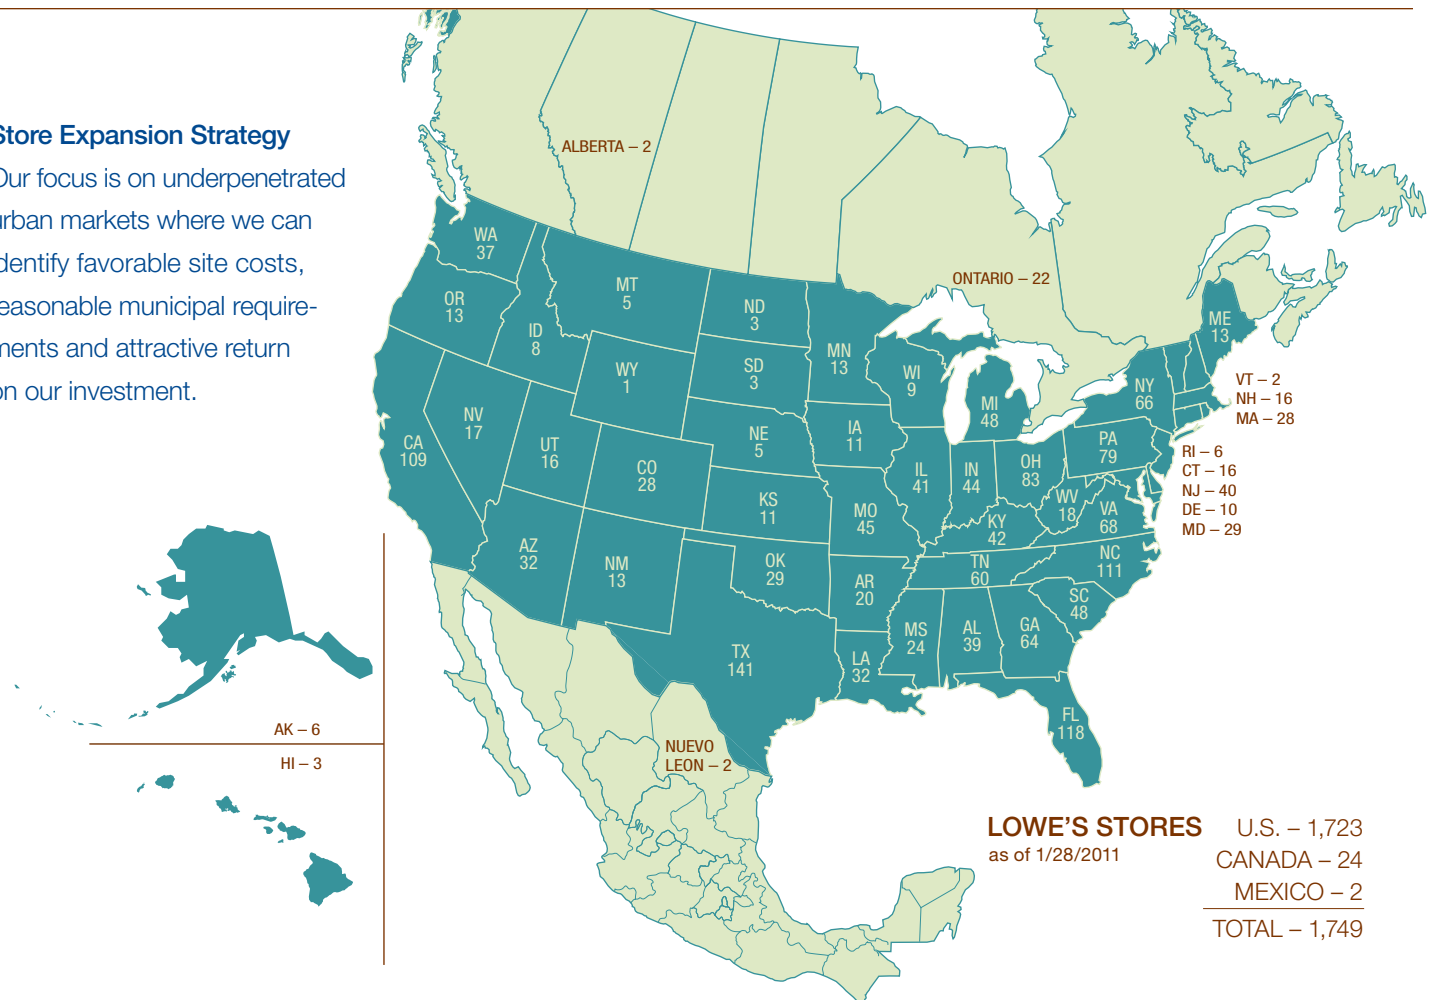 Store Expansion Strategy
Our focus is on underpenetrated
urban markets where we can
identify favorable site costs,
reasonable municipal require-
ments and attractive return
on our investment.
ALBERTA – 2
ONTARIO – 22
WA
37
OR
13
ID
8
MT
5
ND
3
MN
13
WI
9
MI
48
NY
66
ME
13
VT – 2
NH – 16
MA – 28
WY
1
SD
3
CA
109
NV
17
UT
16
CO
28
NE
5
IA
11
IL
41
IN
44
OH
83
PA
79
RI – 6
CT – 16
NJ – 40
DE – 10
MD – 29
KS
11
MO
45
KY
42
WV
18
VA
68
AZ
32
NM
13
OK
29
AR
20
TN
60
NC
111
SC
48
TX
141
LA
32
MS
24
AL
39
GA
64
FL
118
AK – 6
HI – 3
NUEVO
LEON – 2
LOWE'S STORES
as of 1/28/2011
U.S. – 1,723
CANADA – 24
MEXICO – 2
TOTAL – 1,749